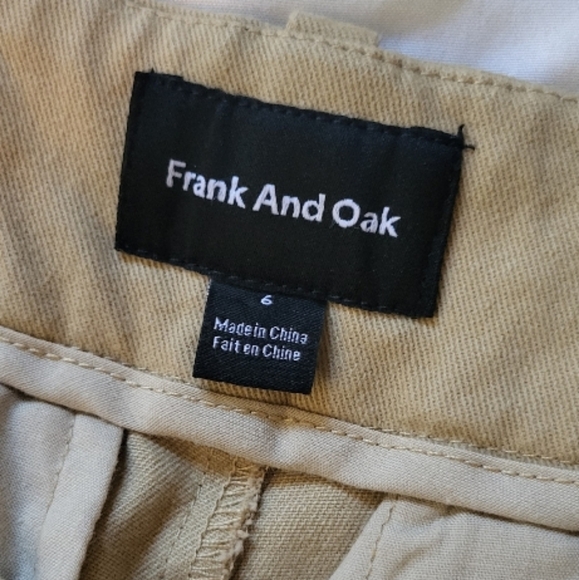 Frank And Oak
6
Made in China
Fait en Chine